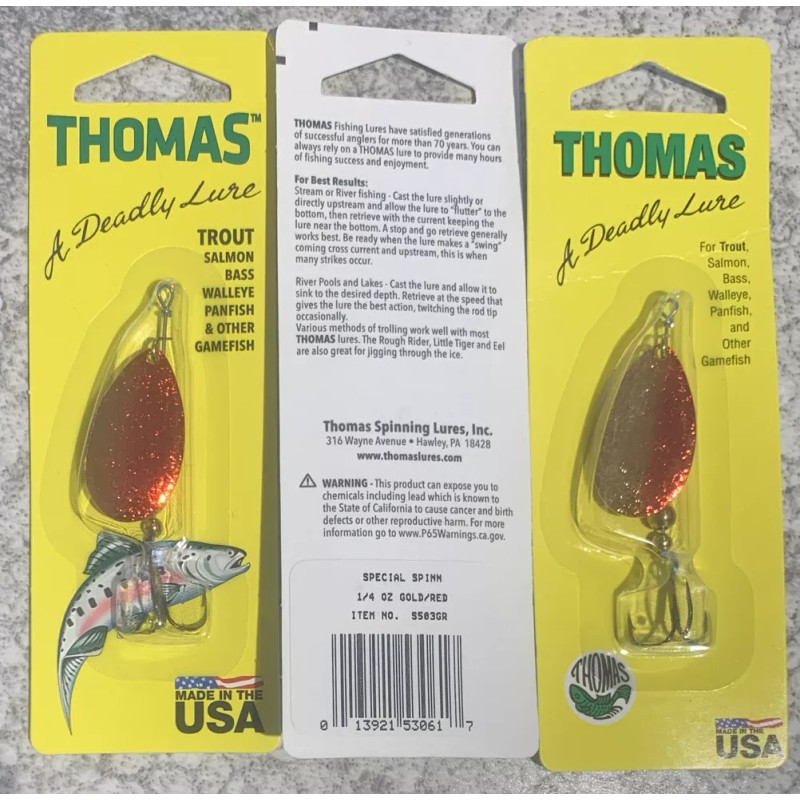 THOMAS™
A Deadly Lure
TROUT
SALMON
BASS
WALLEYE
PANFISH
& OTHER
GAMEFISH
MADE IN THE
USA
THOMAS Fishing Lures have satisfied generations
of successful anglers for more than 70 years. You can
always rely on a THOMAS lure to provide many hours
of fishing success and enjoyment.
For Best Results:
Stream or River fishing - Cast the lure slightly or
directly upstream and allow the lure to "flutter" to the
bottom, then retrieve with the current keeping the
lure near the bottom. A stop and go retrieve generally
works best. Be ready when the lure makes a "swing"
coming cross current and upstream, this is when
many strikes occur.
River Pools and Lakes - Cast the lure and allow it to
sink to the desired depth. Retrieve at the speed that
gives the lure the best action, twitching the rod tip
occasionally.
Various methods of trolling work well with most
THOMAS lures. The Rough Rider, Little Tiger and Eel
are also great for jigging through the ice.
Thomas Spinning Lures, Inc.
316 Wayne Avenue • Hawley, PA 18428
www.thomaslures.com
WARNING - This product can expose you to
chemicals including lead which is known to
the State of California to cause cancer and birth
defects or other reproductive harm. For more
information go to www.P65Warnings.ca.gov.
SPECIAL SPINN
1/4 OZ GOLD/RED
ITEM NO. S503GR
0 13921 53061 7
THOMAS
A Deadly Lure
For Trout,
Salmon,
Bass,
Walleye,
Panfish,
and
Other
Gamefish
THOMAS
MADE IN THE
USA